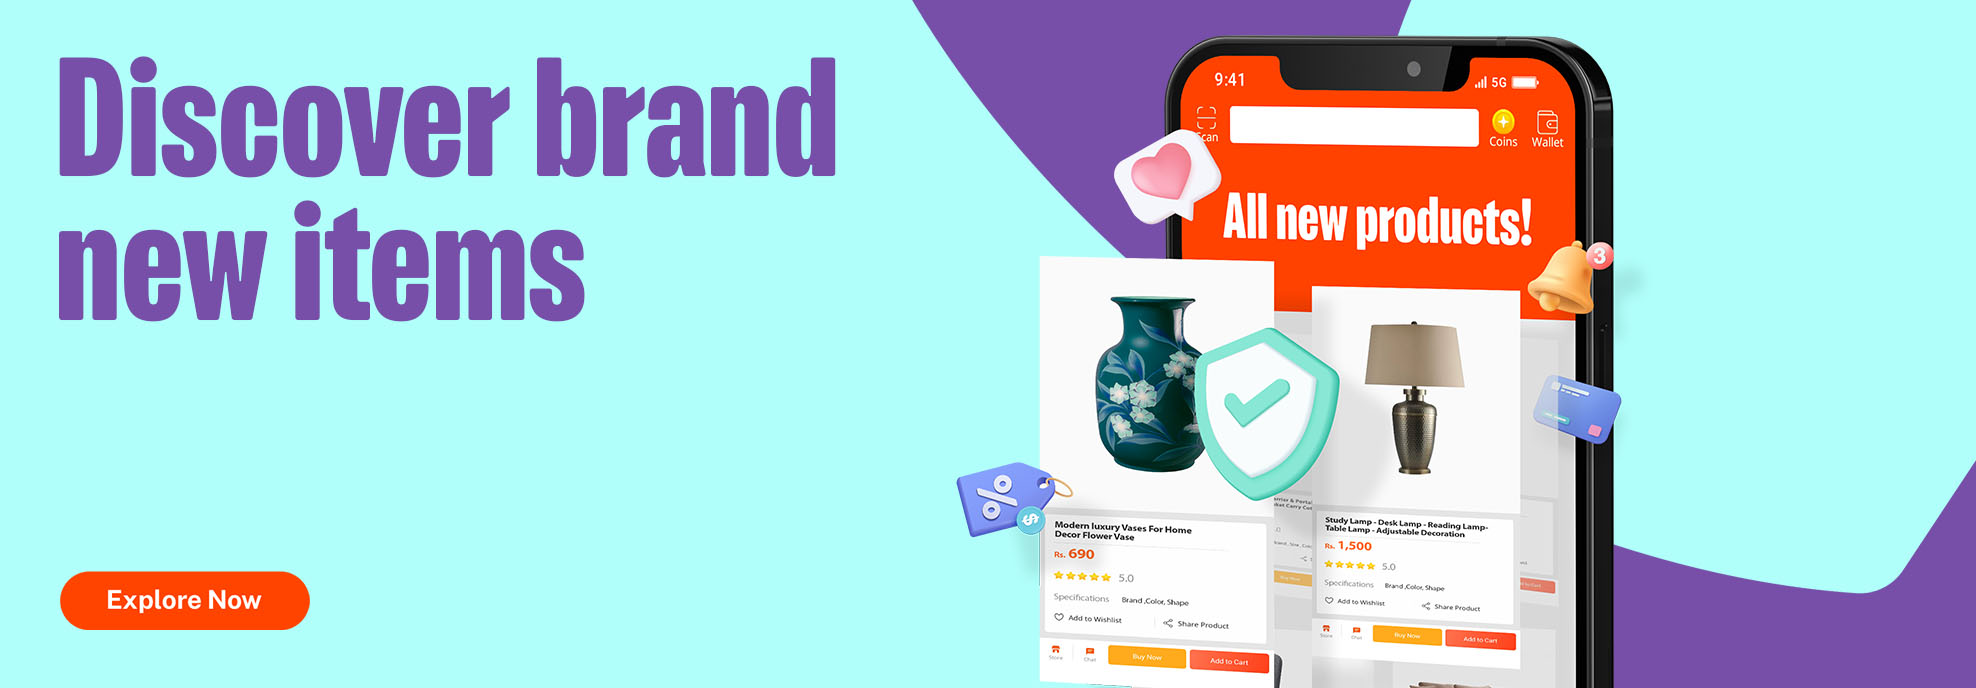 Discover brand
new items
Explore Now
9:41
5G
Coins
Wallet
All new products!
3
%
$
Modern luxury Vases For Home
Decor Flower Vase
Rs. 690
5.0
Specifications Brand ,Color, Shape
Add to Wishlist
Share Product
Store
Chat
Buy Now
Add to Cart
Study Lamp - Desk Lamp - Reading Lamp-
Table Lamp - Adjustable Decoration
Rs. 1,500
5.0
Specifications Brand ,Color, Shape
Add to Wishlist
Share Product
Store
Chat
Buy Now
Add to Cart
Buy Now